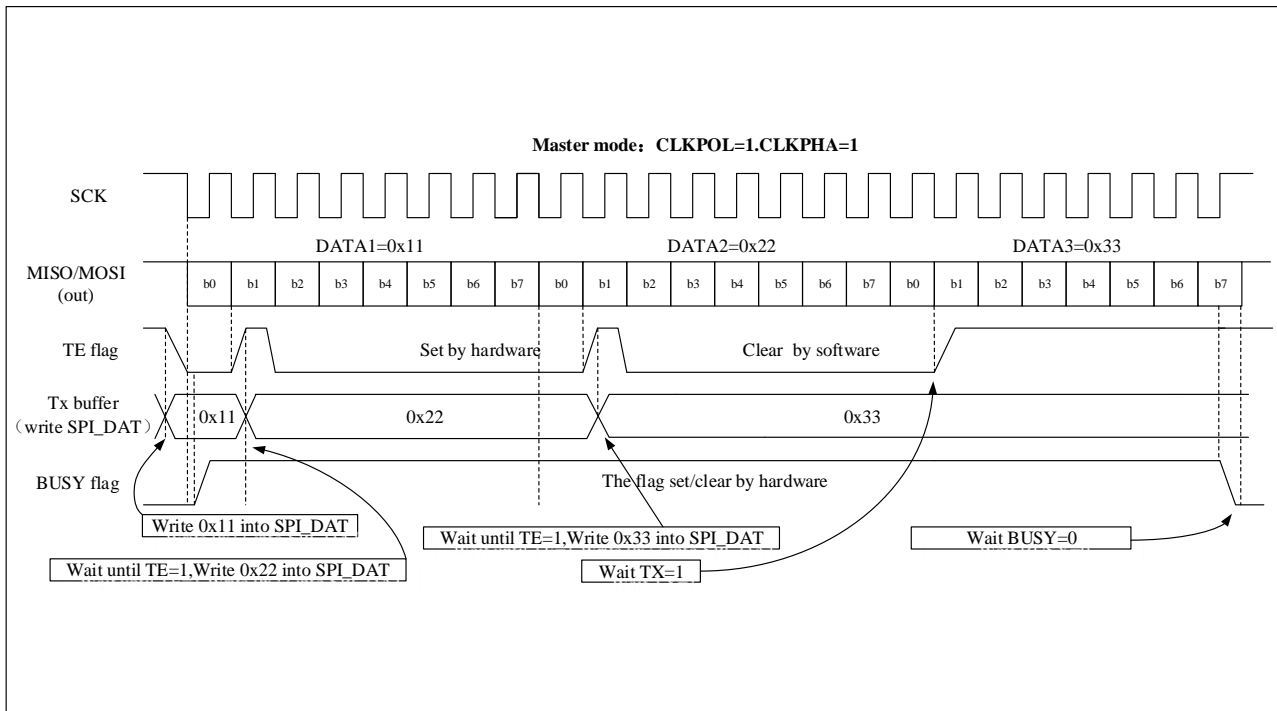 Master mode：CLKPOL=1.CLKPHA=1
SCK
DATA1=0x11 DATA2=0x22 DATA3=0x33
MISO/MOSI
(out)
b0 b1 b2 b3 b4 b5 b6 b7 b0 b1 b2 b3 b4 b5 b6 b7 b0 b1 b2 b3 b4 b5 b6 b7
TE flag
Set by hardware
Clear by software
Tx buffer
（write SPI_DAT）
0x11 0x22 0x33
BUSY flag
The flag set/clear by hardware
Write 0x11 into SPI_DAT
Wait until TE=1,Write 0x33 into SPI_DAT
Wait BUSY=0
Wait until TE=1,Write 0x22 into SPI_DAT
Wait TX=1